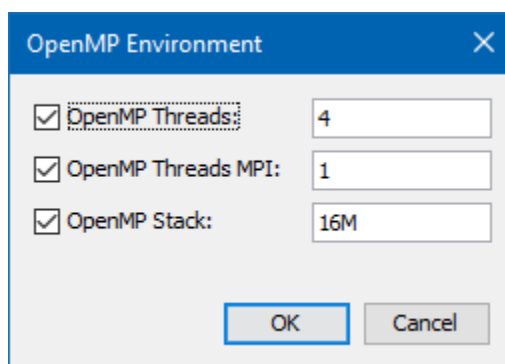 OpenMP Environment
OpenMP Threads: 4
OpenMP Threads MPI: 1
OpenMP Stack: 16M
OK Cancel